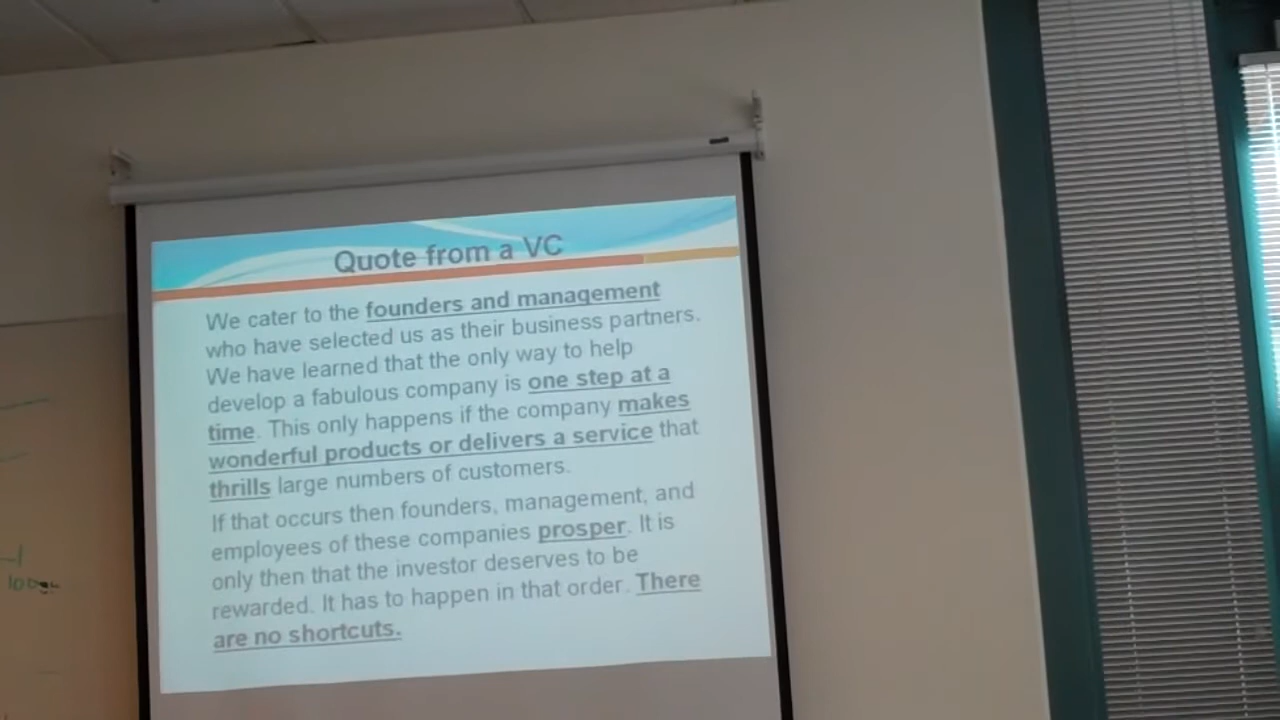 Quote from a VC
We cater to the founders and management
who have selected us as their business partners.
We have learned that the only way to help
develop a fabulous company is one step at a
time. This only happens if the company makes
wonderful products or delivers a service that
thrills large numbers of customers.
If that occurs then founders, management, and
employees of these companies prosper. It is
only then that the investor deserves to be
rewarded. It has to happen in that order. There
are no shortcuts.